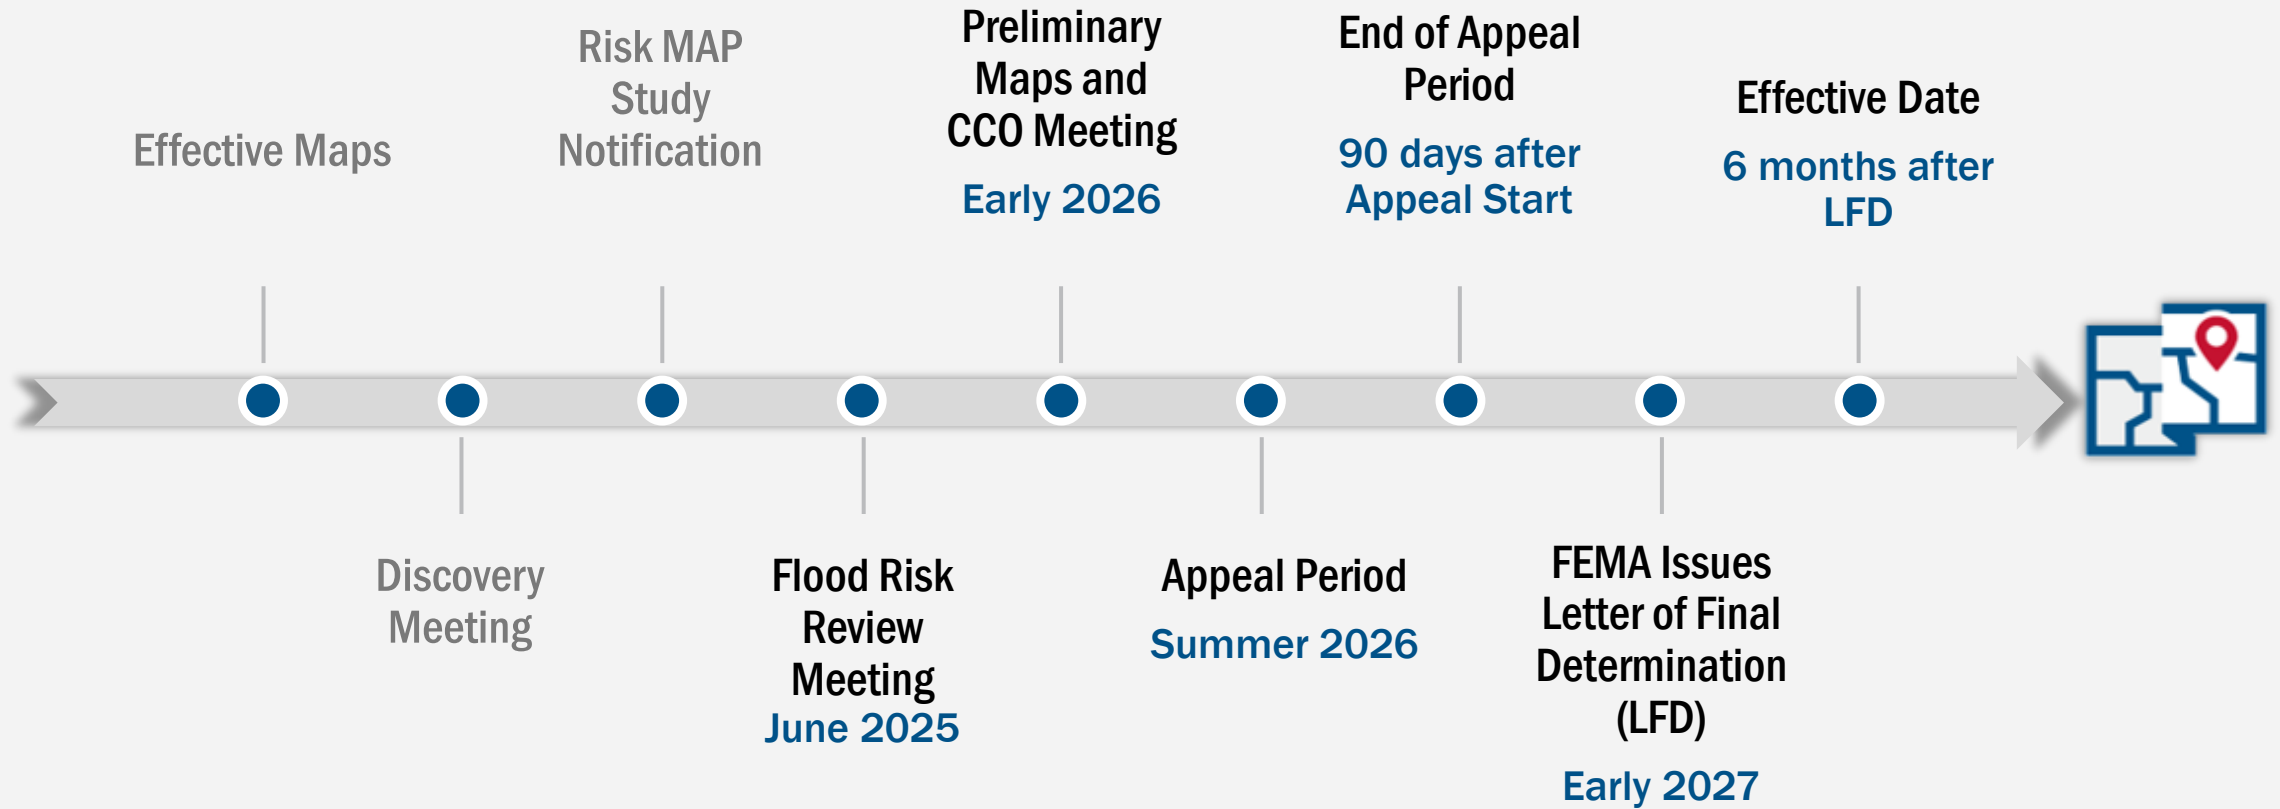 Effective Maps
Discovery
Meeting
Risk MAP
Study
Notification
Flood Risk
Review
Meeting
June 2025
Preliminary
Maps and
CCO Meeting
Early 2026
Appeal Period
Summer 2026
End of Appeal
Period
90 days after
Appeal Start
FEMA Issues
Letter of Final
Determination
(LFD)
Early 2027
Effective Date
6 months after
LFD